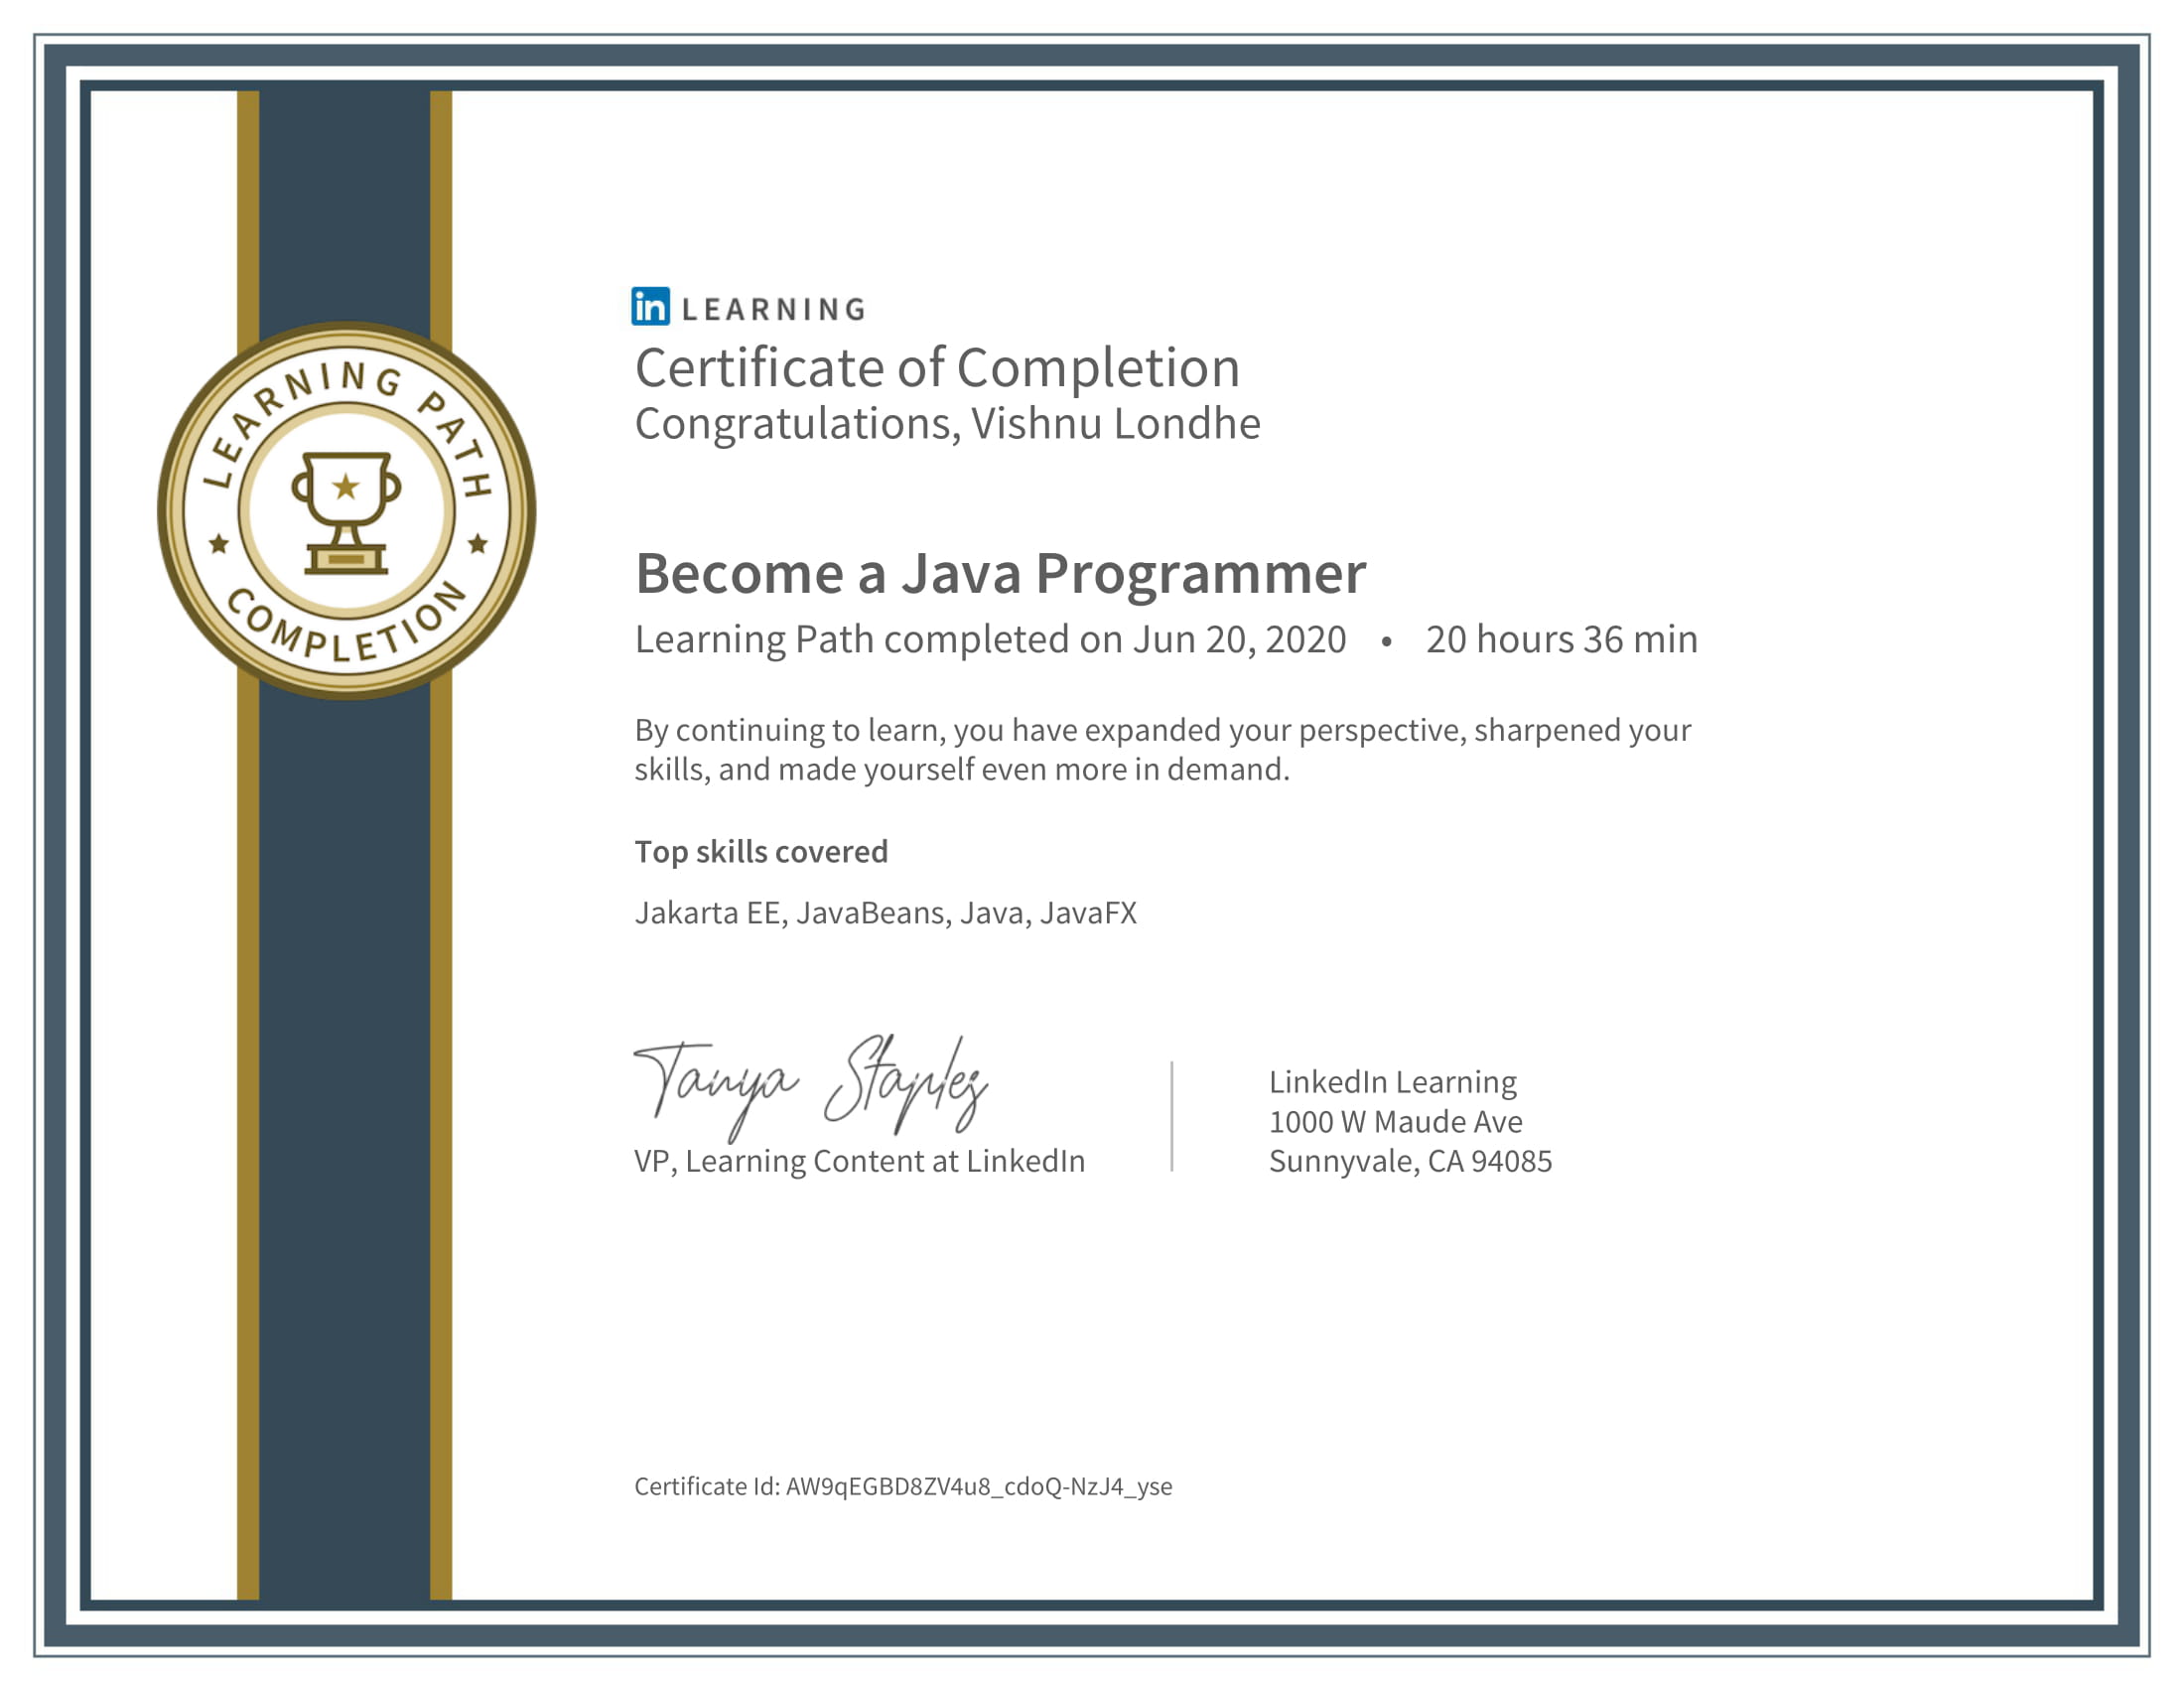 LEARNING PATH
COMPLETION
in LEARNING
Certificate of Completion
Congratulations, Vishnu Londhe
Become a Java Programmer
Learning Path completed on Jun 20, 2020 • 20 hours 36 min
By continuing to learn, you have expanded your perspective, sharpened your
skills, and made yourself even more in demand.
Top skills covered
Jakarta EE, JavaBeans, Java, JavaFX
Tanya Staples
VP, Learning Content at LinkedIn
LinkedIn Learning
1000 W Maude Ave
Sunnyvale, CA 94085
Certificate Id: AW9qEGBD8ZV4u8_cdoQ-NzJ4_yse